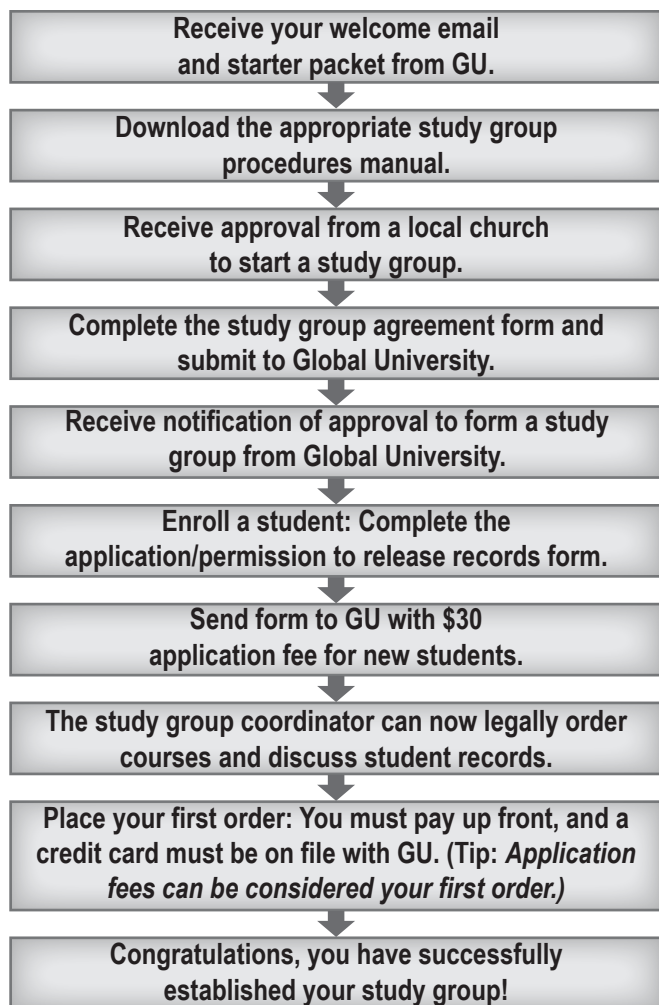 Receive your welcome email
and starter packet from GU.
Download the appropriate study group
procedures manual.
Receive approval from a local church
to start a study group.
Complete the study group agreement form and
submit to Global University.
Receive notification of approval to form a study
group from Global University.
Enroll a student: Complete the
application/permission to release records form.
Send form to GU with $30
application fee for new students.
The study group coordinator can now legally order
courses and discuss student records.
Place your first order: You must pay up front, and a
credit card must be on file with GU. (Tip: Application
fees can be considered your first order.)
Congratulations, you have successfully
established your study group!